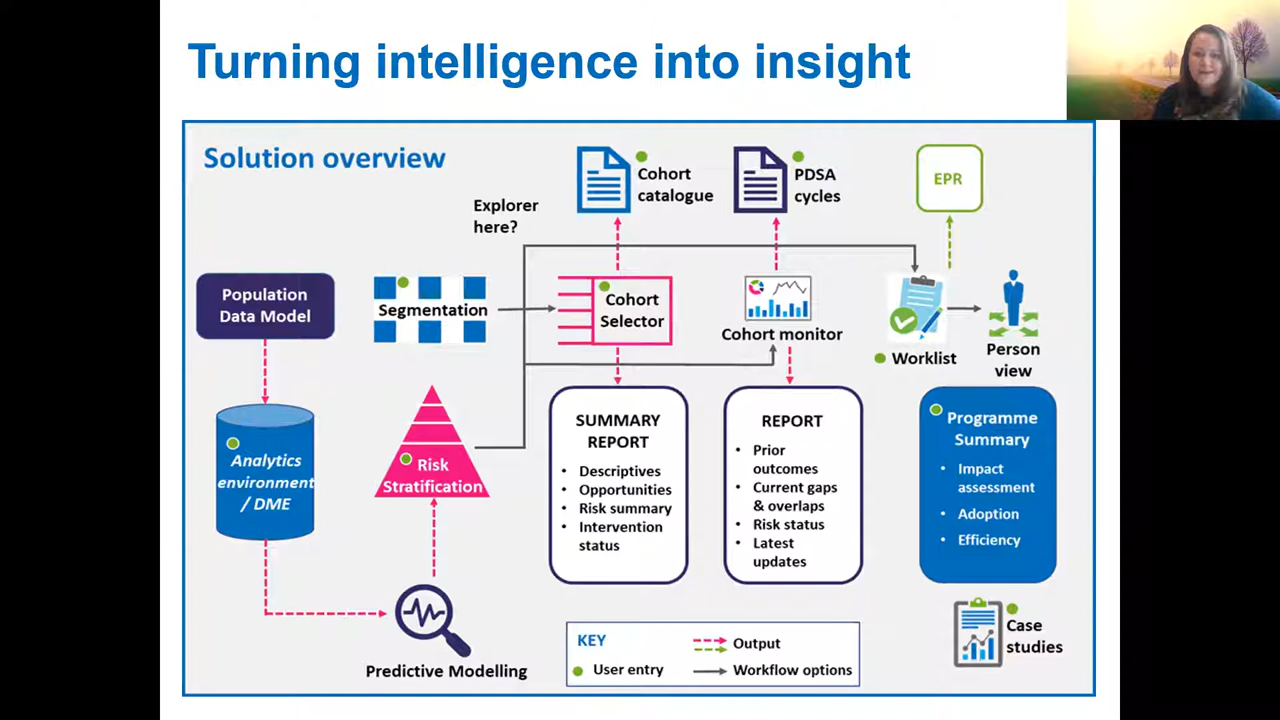 Turning intelligence into insight
Solution overview
Cohort
catalogue
PDSA
cycles
EPR
Explorer
here?
Population
Data Model
Segmentation
Cohort
Selector
Cohort monitor
Worklist
Person
view
Analytics
environment
/ DME
Risk
Stratification
SUMMARY
REPORT
• Descriptives
• Opportunities
• Risk summary
• Intervention
status
REPORT
• Prior
outcomes
• Current gaps
& overlaps
• Risk status
• Latest
updates
Programme
Summary
• Impact
assessment
• Adoption
• Efficiency
Predictive Modelling
KEY
Output
User entry
Workflow options
Case
studies